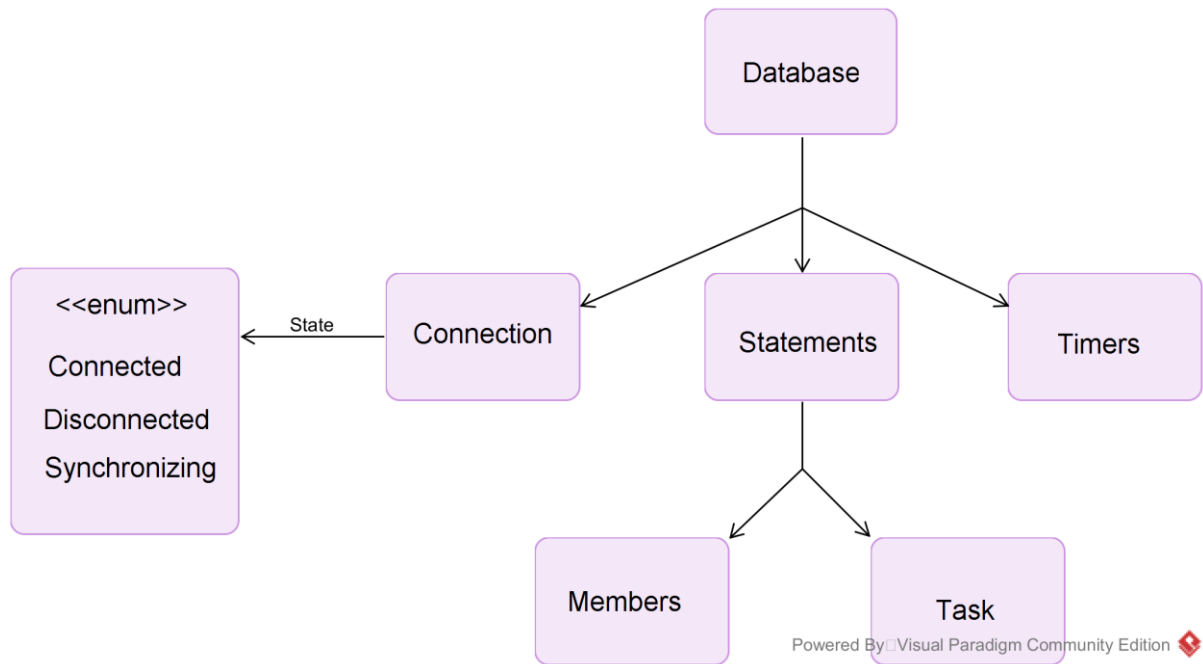 Database
<<enum>>
Connected
Disconnected
Synchronizing
State
Connection
Statements
Timers
Members
Task
Powered By Visual Paradigm Community Edition